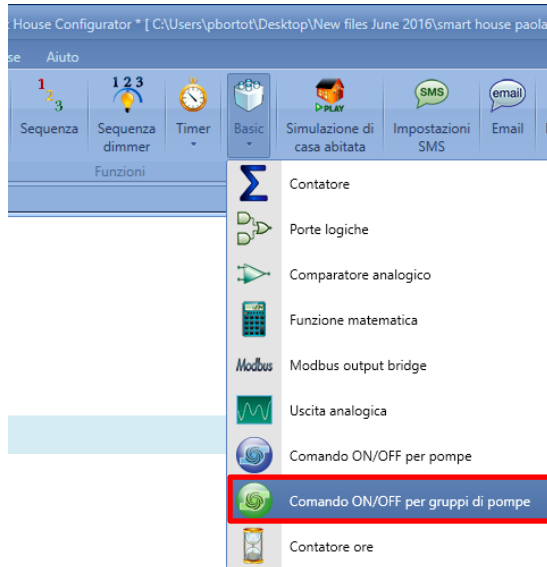 House Configurator * [ C:\Users\pbortot\Desktop\New files June 2016\smart house paola
se Aiuto
1 2 3
Sequenza
1 2 3
Sequenza dimmer
Timer
Basic
PLAY
Simulazione di casa abitata
SMS
Impostazioni SMS
email
Email
Funzioni
Contatore
Porte logiche
Comparatore analogico
Funzione matematica
Modbus Modbus output bridge
Uscita analogica
Comando ON/OFF per pompe
Comando ON/OFF per gruppi di pompe
Contatore ore